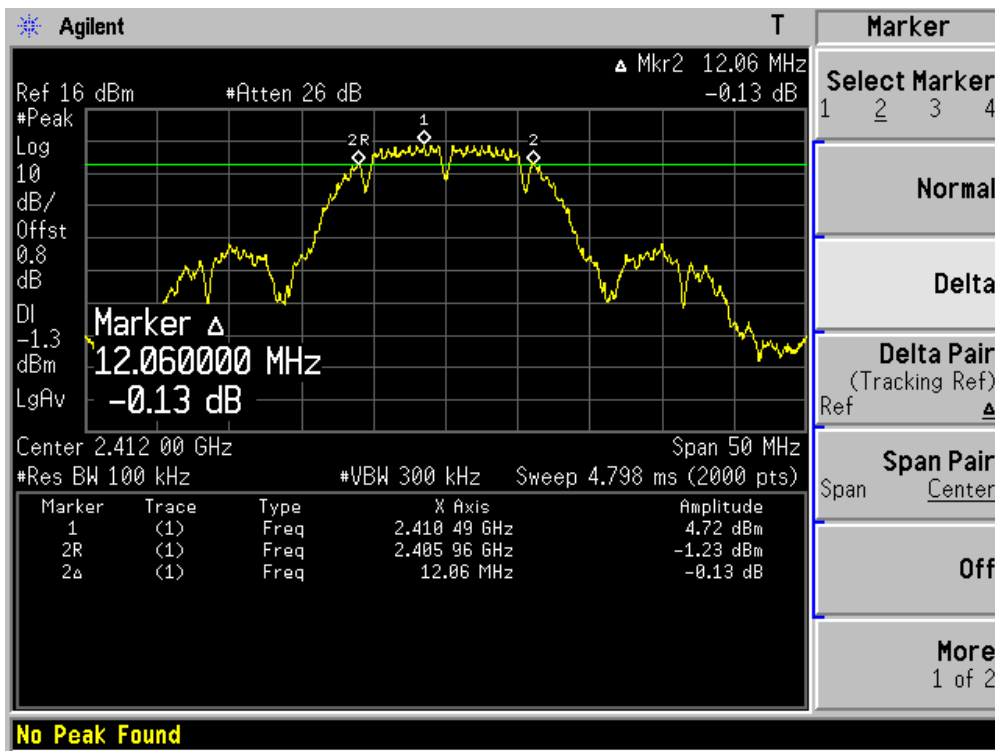 Agilent T
Δ Mkr2 12.06 MHz
Ref 16 dBm #Atten 26 dB -0.13 dB
#Peak
Log
10
dB/
Offst
0.8
dB
DI
-1.3
dBm
LgAv
1
2R
2
Marker Δ
12.060000 MHz
-0.13 dB
Center 2.412 00 GHz Span 50 MHz
#Res BW 100 kHz #VBW 300 kHz Sweep 4.798 ms (2000 pts)
Marker Trace Type X Axis Amplitude
1 (1) Freq 2.410 49 GHz 4.72 dBm
2R (1) Freq 2.405 96 GHz -1.23 dBm
2Δ (1) Freq 12.06 MHz -0.13 dB
No Peak Found
Marker
Select Marker
1 2 3 4
Normal
Delta
Delta Pair
(Tracking Ref)
Ref Δ
Span Pair
Span Center
Off
More
1 of 2